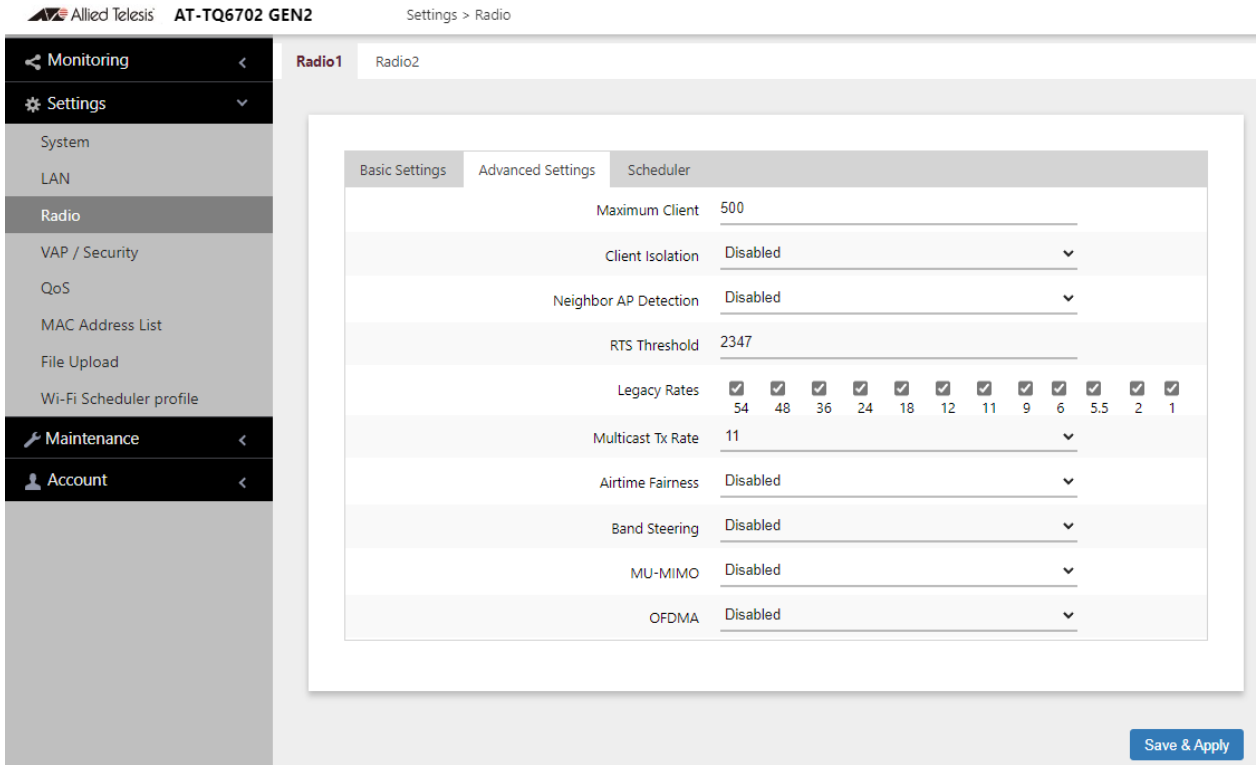 Allied Telesis AT-TQ6702 GEN2 Settings > Radio
Monitoring
Radio1 Radio2
Settings
System
LAN
Radio
VAP / Security
QoS
MAC Address List
File Upload
Wi-Fi Scheduler profile
Maintenance
Account
Basic Settings Advanced Settings Scheduler
Maximum Client 500
Client Isolation Disabled
Neighbor AP Detection Disabled
RTS Threshold 2347
Legacy Rates
54 48 36 24 18 12 11 9 6 5.5 2 1
Multicast Tx Rate 11
Airtime Fairness Disabled
Band Steering Disabled
MU-MIMO Disabled
OFDMA Disabled
Save & Apply